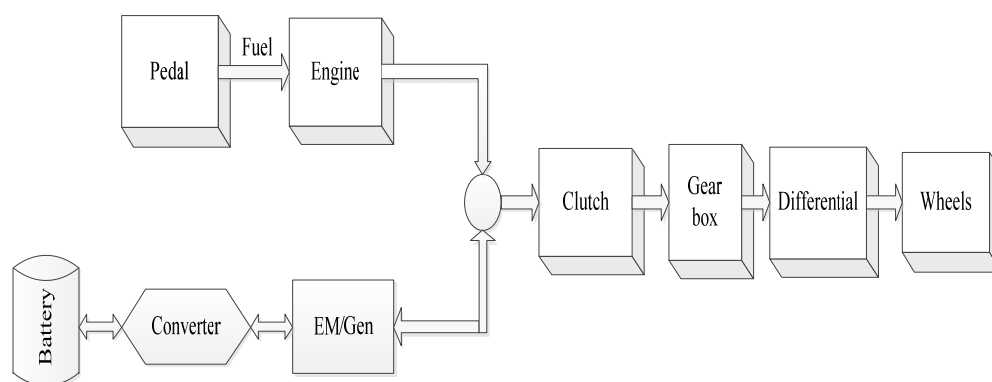 Fuel
Pedal
Engine
Clutch
Gear
box
Differential
Wheels
Battery
Converter
EM/Gen